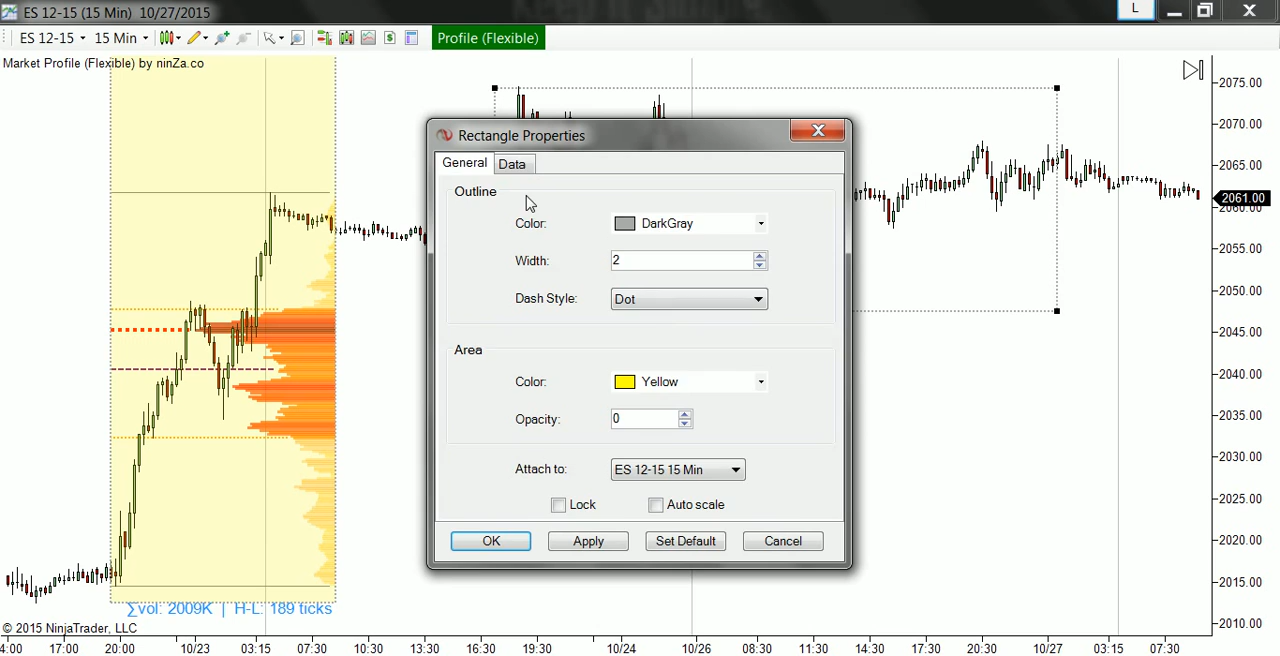 ES 12-15 (15 Min) 10/27/2015
L
ES 12-15 15 Min Profile (Flexible)
Market Profile (Flexible) by ninZa.co
Rectangle Properties
General Data
Outline
Color: DarkGray
Width: 2
Dash Style: Dot
Area
Color: Yellow
Opacity: 0
Attach to: ES 12-15 15 Min
Lock Auto scale
OK Apply Set Default Cancel
2075.00
2070.00
2065.00
2061.00
2060.00
2055.00
2050.00
2045.00
2040.00
2035.00
2030.00
2025.00
2020.00
2015.00
2010.00
∑vol: 2009K | H-L: 189 ticks
© 2015 NinjaTrader, LLC
4:00 17:00 20:00 10/23 03:15 07:30 10:30 13:30 16:30 19:30 10/24 10/26 08:30 11:30 14:30 17:30 20:30 10/27 03:15 07:30